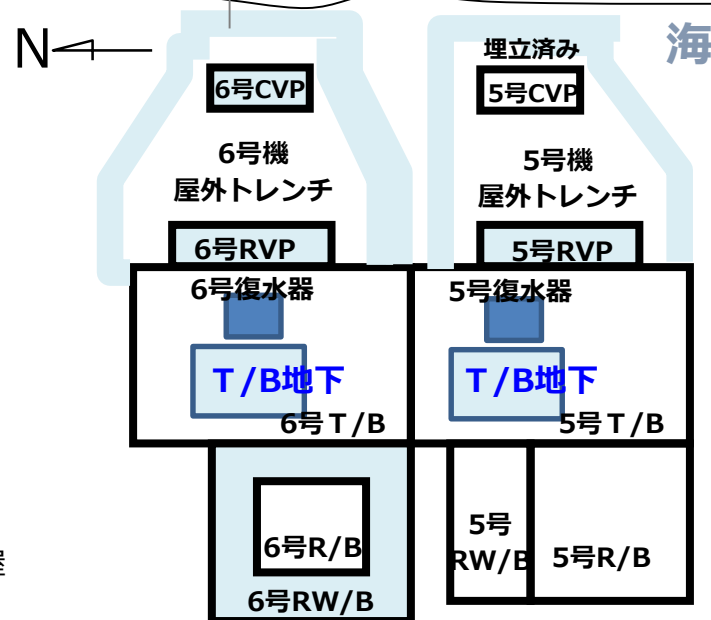 N
海
埋立済み
6号CVP
5号CVP
6号機
屋外トレンチ
5号機
屋外トレンチ
6号RVP
5号RVP
6号復水器
5号復水器
T/B地下
T/B地下
6号T/B
5号T/B
5号
RW/B
6号R/B
5号R/B
6号RW/B